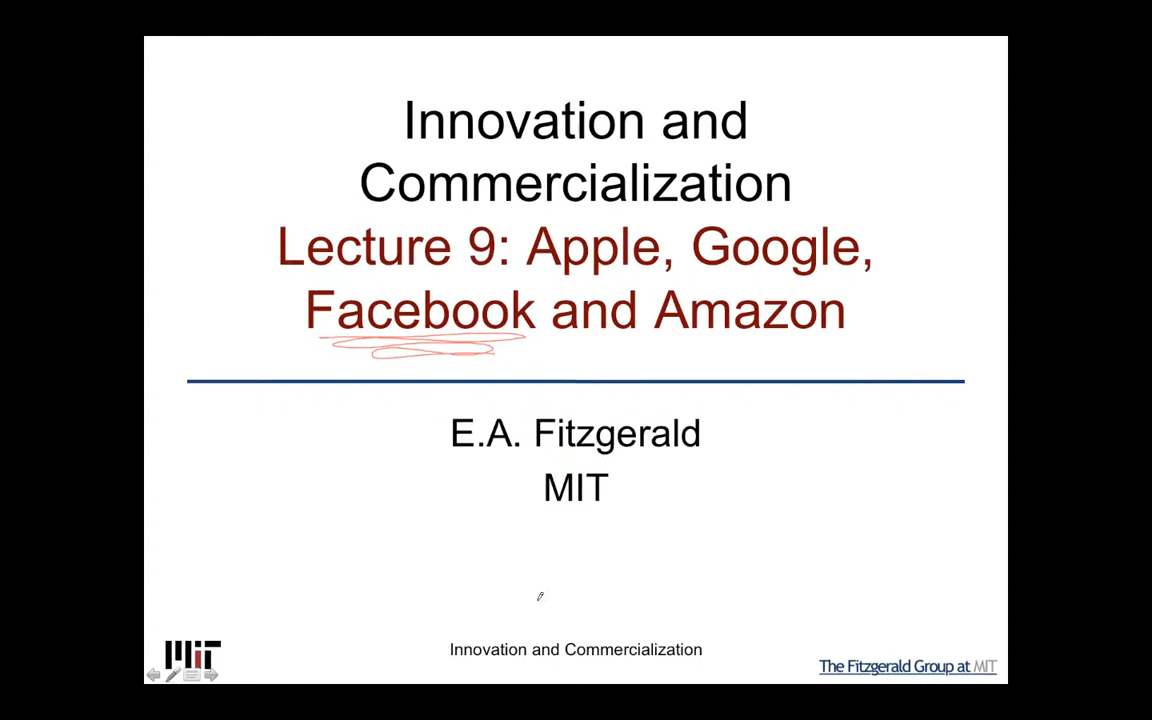 Innovation and
Commercialization
Lecture 9: Apple, Google,
Facebook and Amazon
E.A. Fitzgerald
MIT
MIT
Innovation and Commercialization
The Fitzgerald Group at MIT